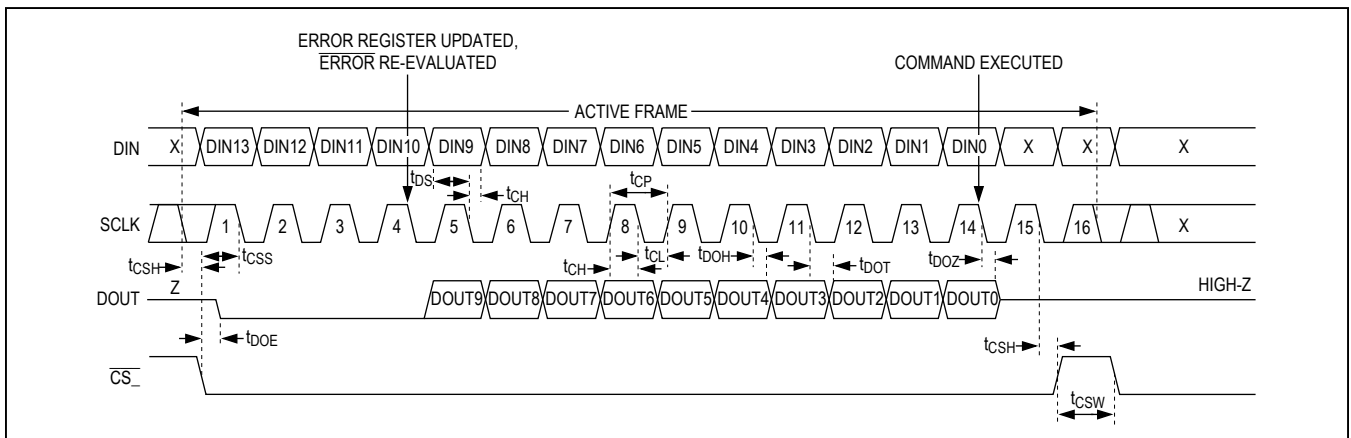 ERROR REGISTER UPDATED,
ERROR RE-EVALUATED
COMMAND EXECUTED
ACTIVE FRAME
DIN X DIN13 DIN12 DIN11 DIN10 DIN9 DIN8 DIN7 DIN6 DIN5 DIN4 DIN3 DIN2 DIN1 DIN0 X X X
tDS tCH tCP
SCLK 1 2 3 4 5 6 7 8 9 10 11 12 13 14 15 16 X
tCSH tCSS tCH tCL tDOH tDOT tDOZ
DOUT Z DOUT9 DOUT8 DOUT7 DOUT6 DOUT5 DOUT4 DOUT3 DOUT2 DOUT1 DOUT0 HIGH-Z
tDOE tCSH
CS_
tCSW